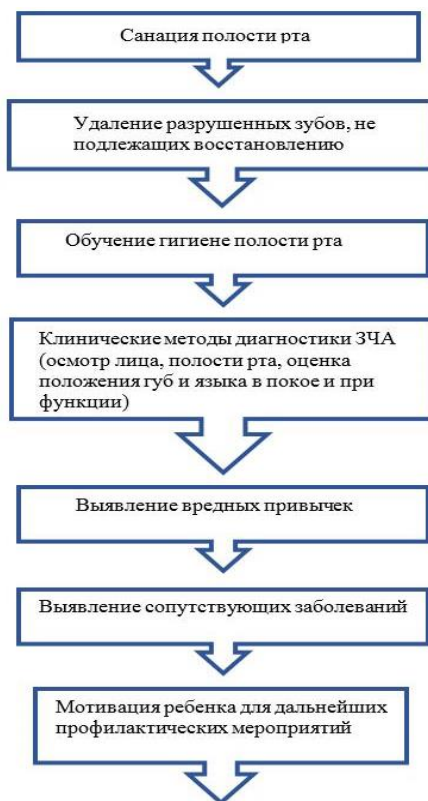 Санация полости рта
Удаление разрушенных зубов, не
подлежащих восстановлению
Обучение гигиене полости рта
Клинические методы диагностики ЗЧА
(осмотр лица, полости рта, оценка
положения губ и языка в покое и при
функции)
Выявление вредных привычек
Выявление сопутствующих заболеваний
Мотивация ребенка для дальнейших
профилактических мероприятий